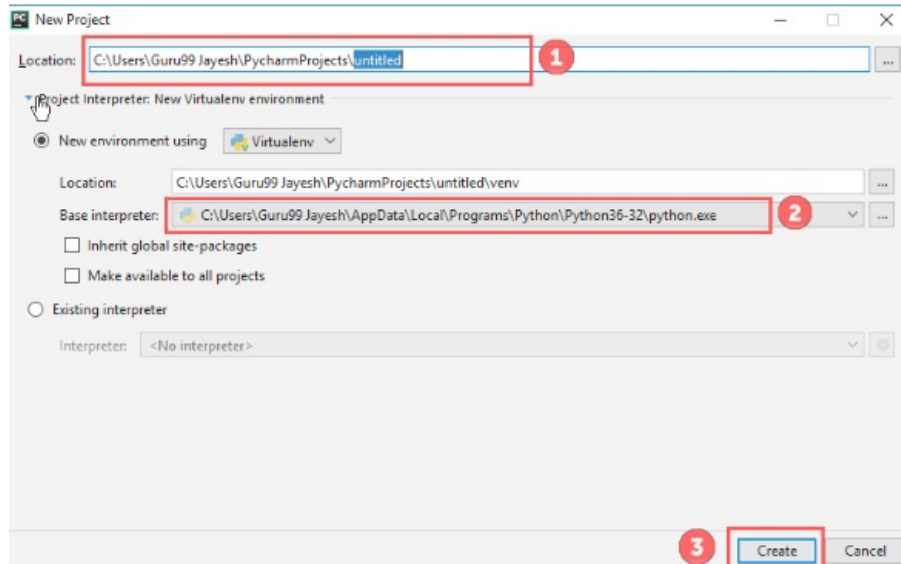 PC New Project
Location: C:\Users\Guru99 Jayesh\PycharmProjects\untitled ...
1
Project Interpreter: New Virtualenv environment
New environment using Virtualenv
Location: C:\Users\Guru99 Jayesh\PycharmProjects\untitled\venv ...
Base interpreter: C:\Users\Guru99 Jayesh\AppData\Local\Programs\Python\Python36-32\python.exe 2 ...
Inherit global site-packages
Make available to all projects
Existing interpreter
Interpreter: <No interpreter>
3 Create Cancel